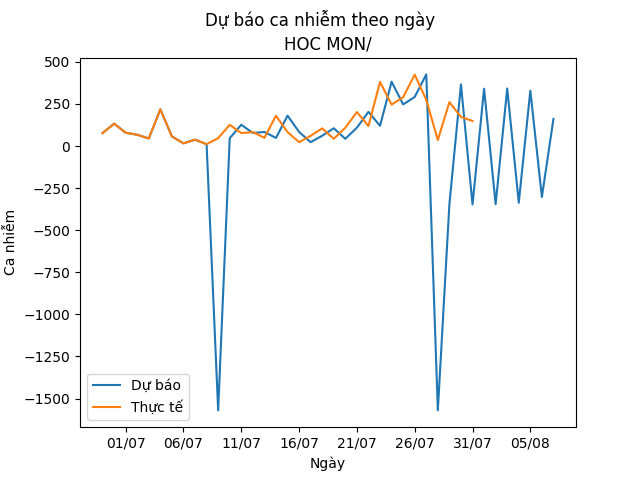 Dự báo ca nhiễm theo ngày
HOC MON/
500
250
0
−250
−500
−750
−1000
−1250
−1500
Ca nhiễm
Dự báo
Thực tế
01/07 06/07 11/07 16/07 21/07 26/07 31/07 05/08
Ngày